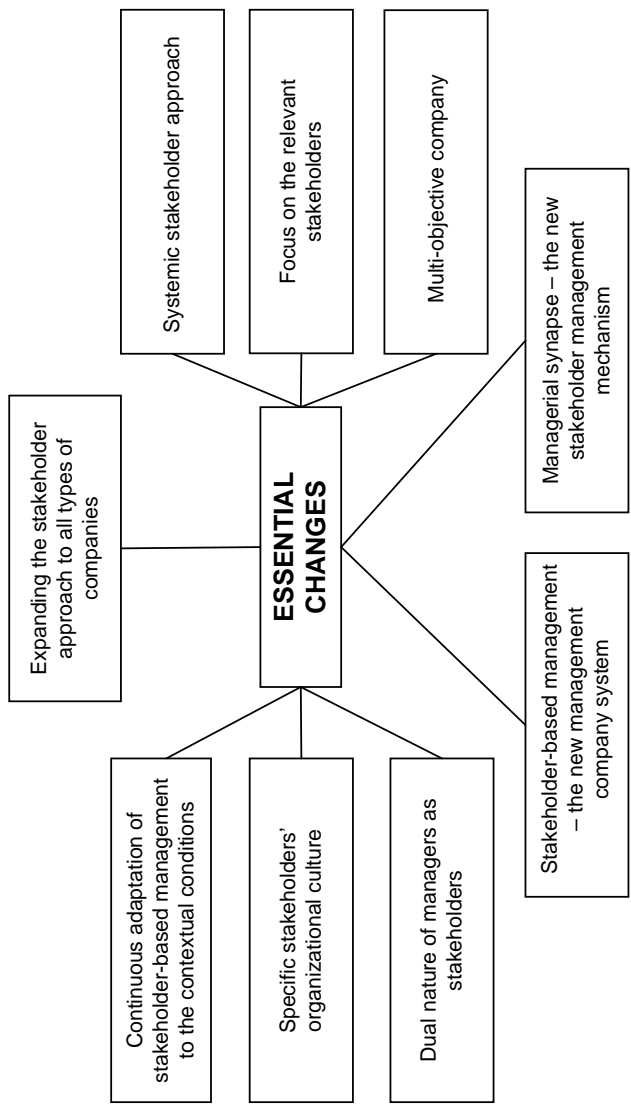 Expanding the stakeholder
approach to all types of
companies
Continuous adaptation of
stakeholder-based management
to the contextual conditions
Systemic stakeholder approach
Specific stakeholders’
organizational culture
ESSENTIAL
CHANGES
Focus on the relevant
stakeholders
Dual nature of managers as
stakeholders
Multi-objective company
Stakeholder-based management
– the new management
company system
Managerial synapse – the new
stakeholder management
mechanism